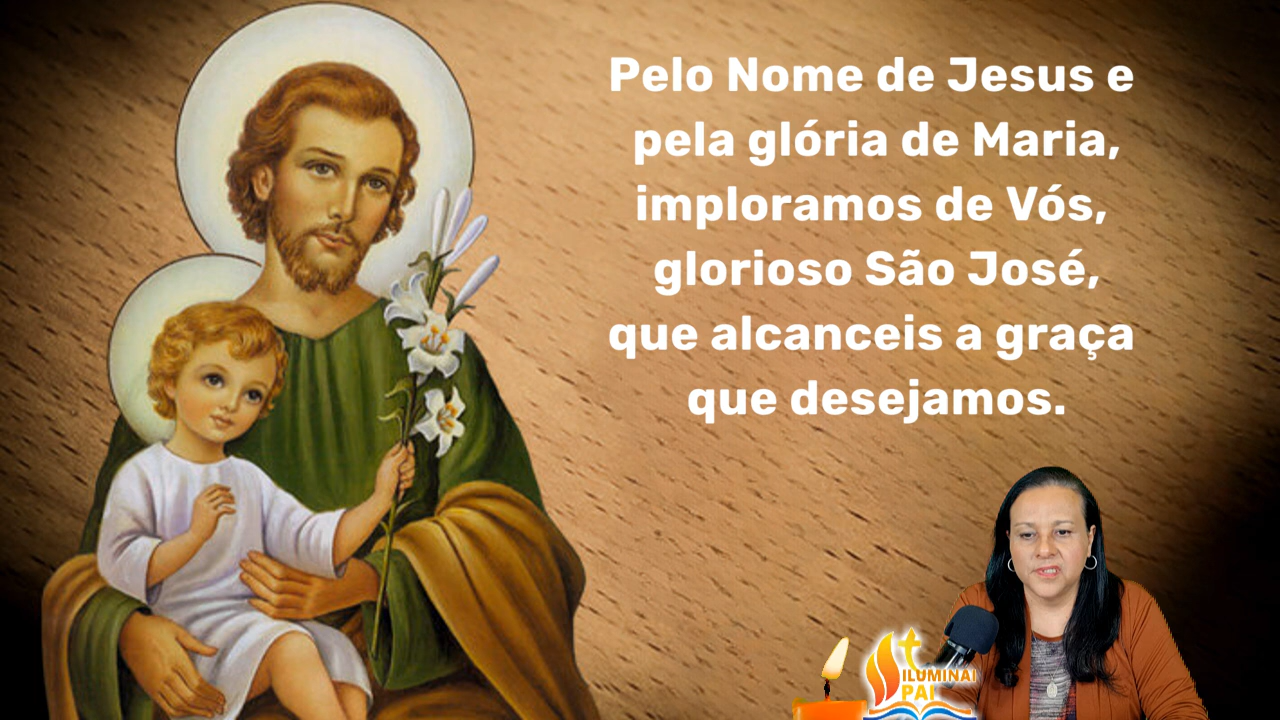 Pelo Nome de Jesus e
pela glória de Maria,
imploramos de Vós,
glorioso São José,
que alcanceis a graça
que desejamos.
ILUMINAI
PAI